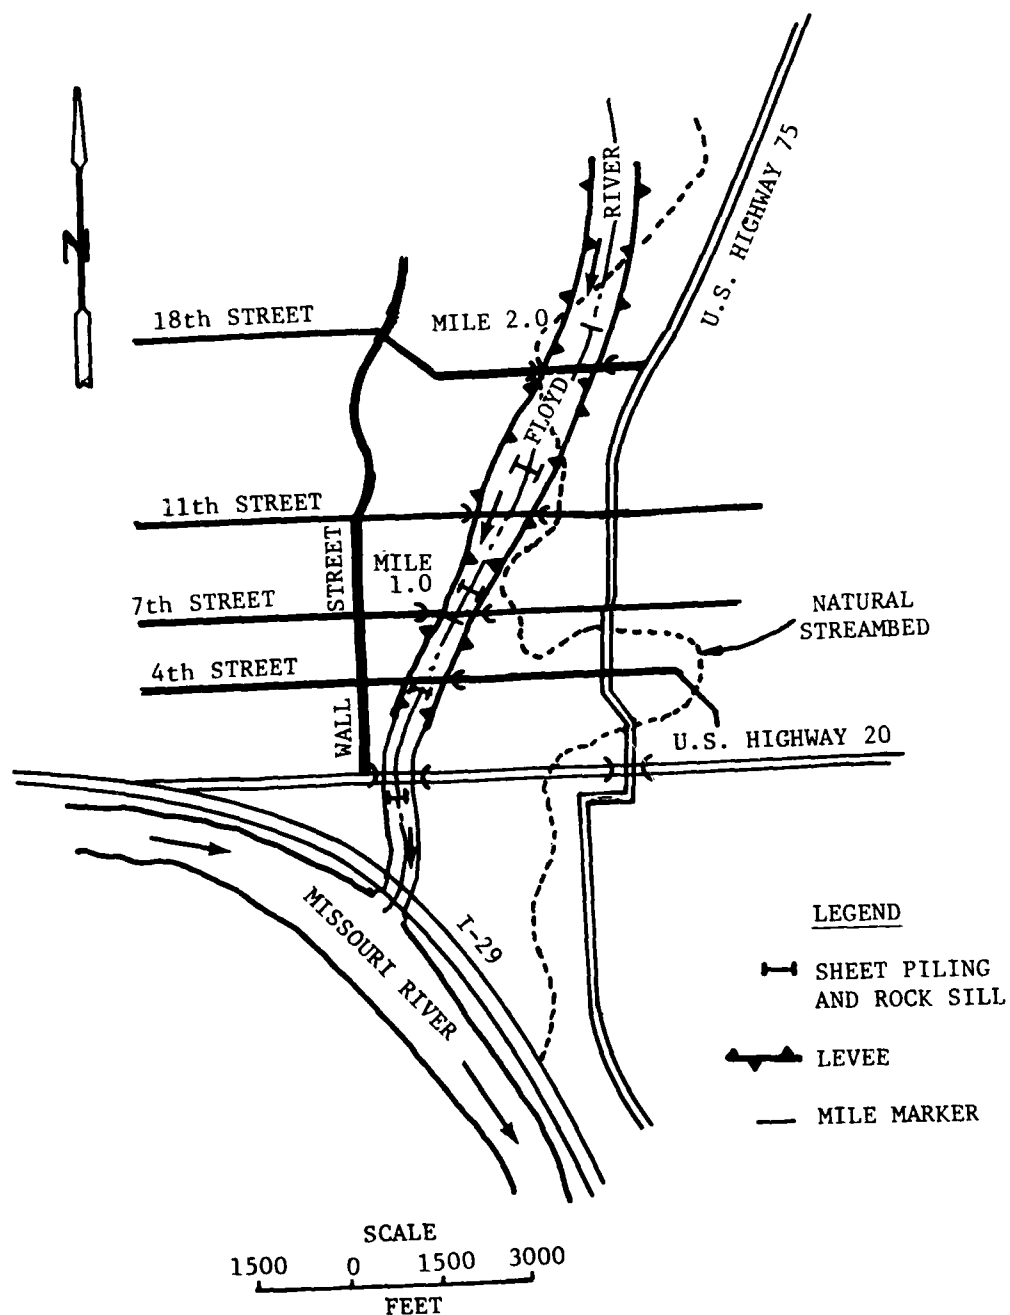 RIVER
U.S. HIGHWAY 75
N
18th STREET
MILE 2.0
FLOYD
11th STREET
STREET
MILE
1.0
7th STREET
NATURAL
STREAMBED
4th STREET
WALL
U.S. HIGHWAY 20
MISSOURI RIVER
I-29
LEGEND
SHEET PILING
AND ROCK SILL
LEVEE
MILE MARKER
SCALE
1500 0 1500 3000
FEET